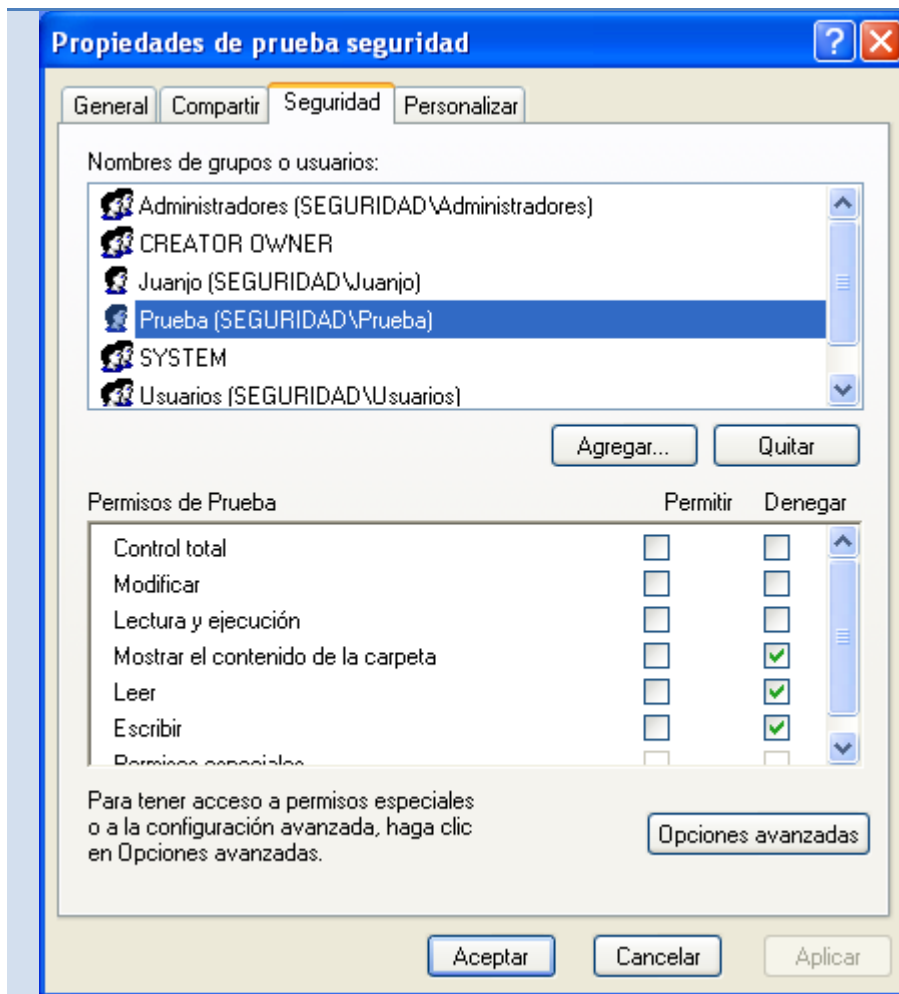 Propiedades de prueba seguridad
General Compartir Seguridad Personalizar
Nombres de grupos o usuarios:
Administradores (SEGURIDAD\Administradores)
CREATOR OWNER
Juanjo (SEGURIDAD\Juanjo)
Prueba (SEGURIDAD\Prueba)
SYSTEM
Usuarios (SEGURIDAD\Usuarios)
Agregar... Quitar
Permisos de Prueba Permitir Denegar
Control total
Modificar
Lectura y ejecución
Mostrar el contenido de la carpeta
Leer
Escribir
Permisos especiales
Para tener acceso a permisos especiales
o a la configuración avanzada, haga clic
en Opciones avanzadas.
Opciones avanzadas
Aceptar Cancelar Aplicar